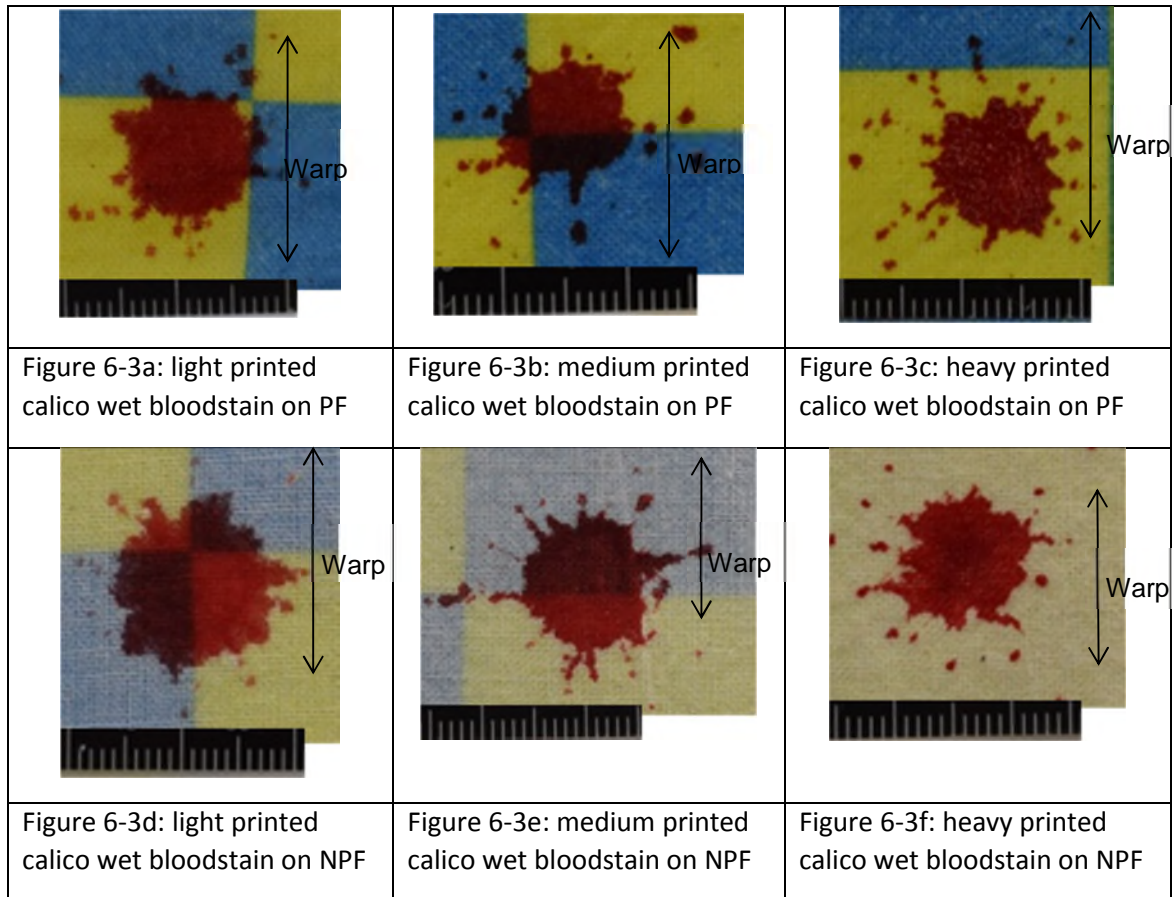 Warp
Warp
Warp
Figure 6-3a: light printed
calico wet bloodstain on PF
Figure 6-3b: medium printed
calico wet bloodstain on PF
Figure 6-3c: heavy printed
calico wet bloodstain on PF
Warp
Warp
Warp
Figure 6-3d: light printed
calico wet bloodstain on NPF
Figure 6-3e: medium printed
calico wet bloodstain on NPF
Figure 6-3f: heavy printed
calico wet bloodstain on NPF